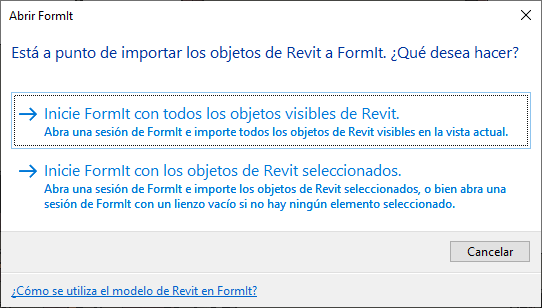 Abrir FormIt
Está a punto de importar los objetos de Revit a FormIt. ¿Qué desea hacer?
Inicie FormIt con todos los objetos visibles de Revit.
Abra una sesión de FormIt e importe todos los objetos de Revit visibles en la vista actual.
Inicie FormIt con los objetos de Revit seleccionados.
Abra una sesión de FormIt e importe los objetos de Revit seleccionados, o bien abra una
sesión de FormIt con un lienzo vacío si no hay ningún elemento seleccionado.
Cancelar
¿Cómo se utiliza el modelo de Revit en FormIt?